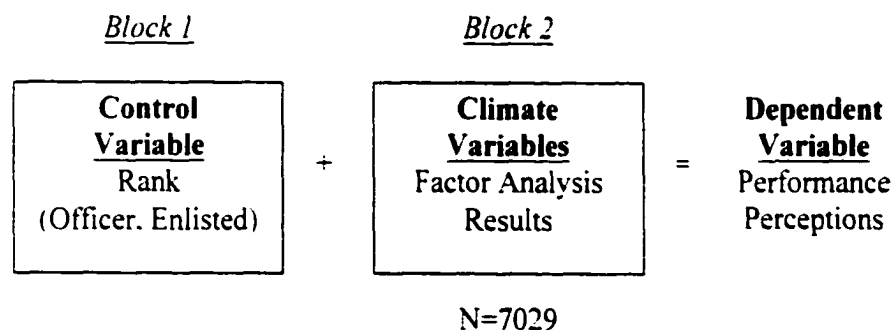 Block 1
Block 2
Control
Variable
Rank
(Officer. Enlisted)
+
Climate
Variables
Factor Analysis
Results
=
Dependent
Variable
Performance
Perceptions
N=7029